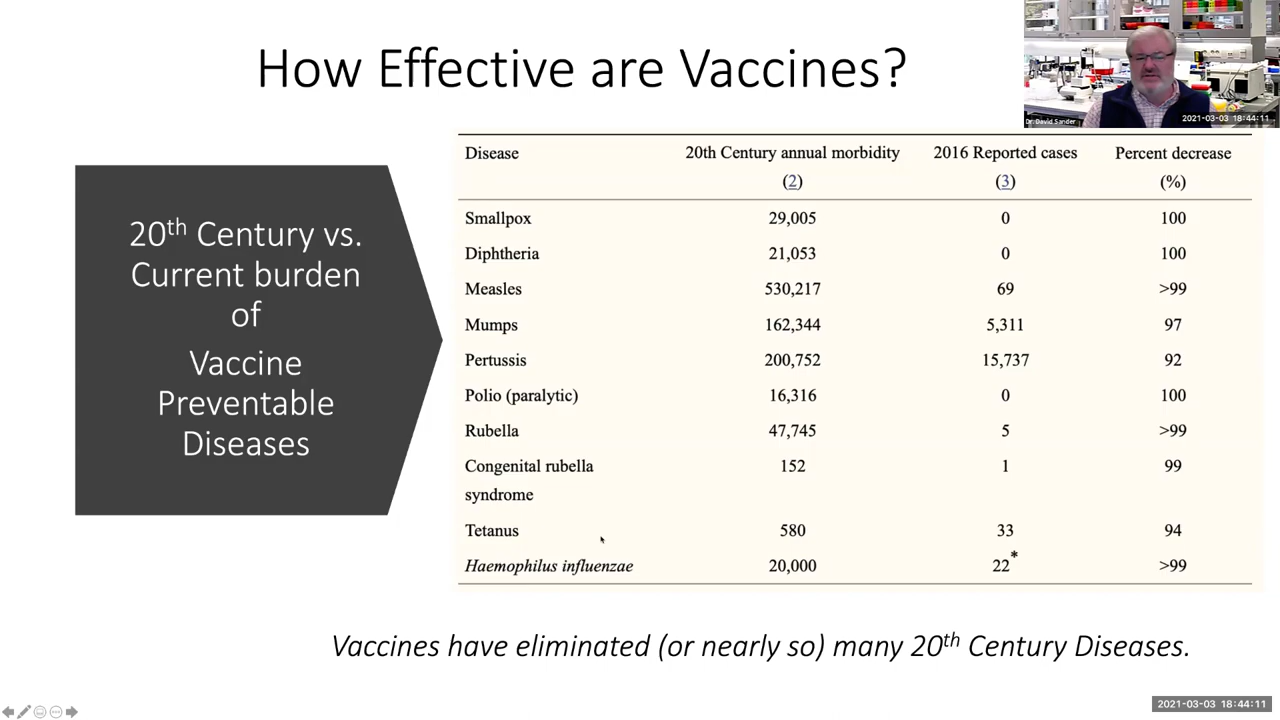 How Effective are Vaccines?
Dr. David Sander
2021-03-03 18:44:11
20th Century vs.
Current burden
of
Vaccine
Preventable
Diseases
Disease 20th Century annual morbidity 2016 Reported cases Percent decrease
(2) (3) (%)
Smallpox 29,005 0 100
Diphtheria 21,053 0 100
Measles 530,217 69 >99
Mumps 162,344 5,311 97
Pertussis 200,752 15,737 92
Polio (paralytic) 16,316 0 100
Rubella 47,745 5 >99
Congenital rubella 152 1 99
syndrome
Tetanus 580 33 94
Haemophilus influenzae 20,000 22* >99
Vaccines have eliminated (or nearly so) many 20th Century Diseases.
2021-03-03 18:44:11